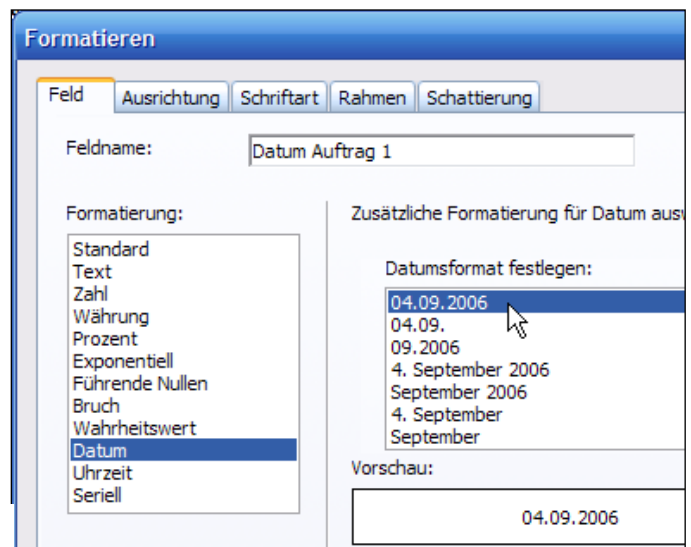 Formatieren
Feld Ausrichtung Schriftart Rahmen Schattierung
Feldname: Datum Auftrag 1
Formatierung:
Standard
Text
Zahl
Währung
Prozent
Exponentiell
Führende Nullen
Bruch
Wahrheitswert
Datum
Uhrzeit
Seriell
Zusätzliche Formatierung für Datum
Datumsformat festlegen:
04.09.2006
04.09.
09.2006
4. September 2006
September 2006
4. September
September
Vorschau:
04.09.2006